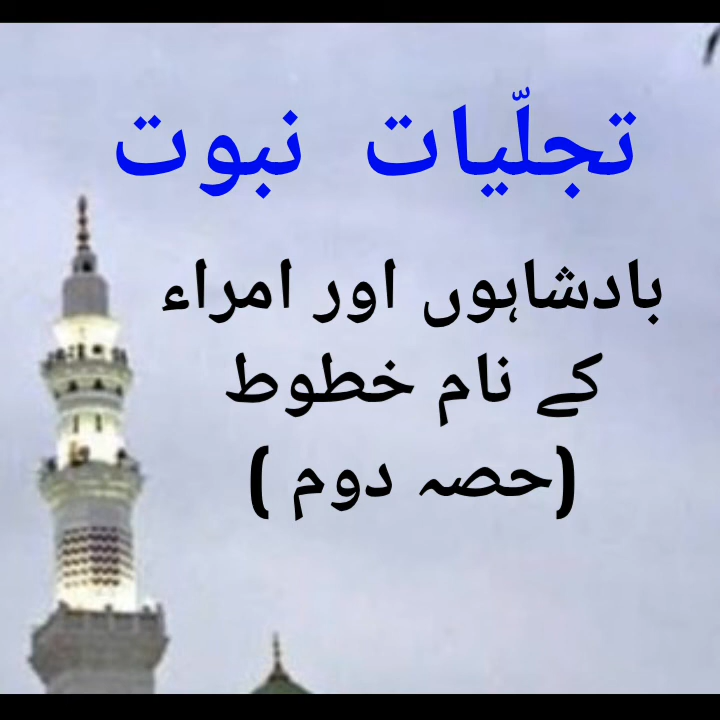 تجلّیات نبوت
بادشاہوں اور امراء
کے نام خطوط
(حصہ دوم )